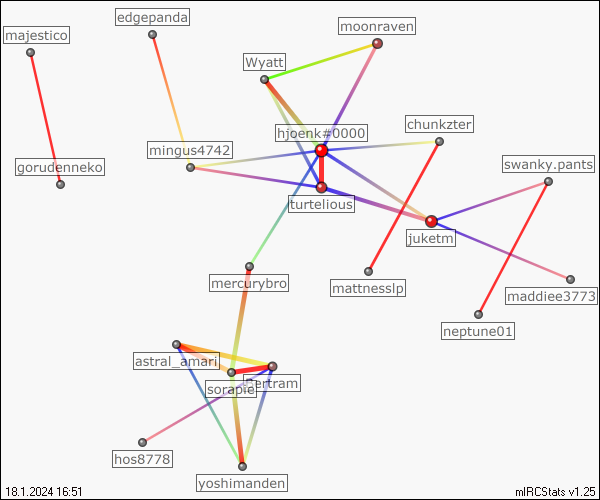 edgepanda
moonraven
majestico
Wyatt
chunkzter
hjoenk#0000
mingus4742
swanky.pants
gorudenneko
turtelious
juketm
mercurybro
mattnesslp
maddiee3773
neptune01
astral_amari
sorapie
hos8778
yoshimanden
18.1.2024 16:51
mIRCStats v1.25